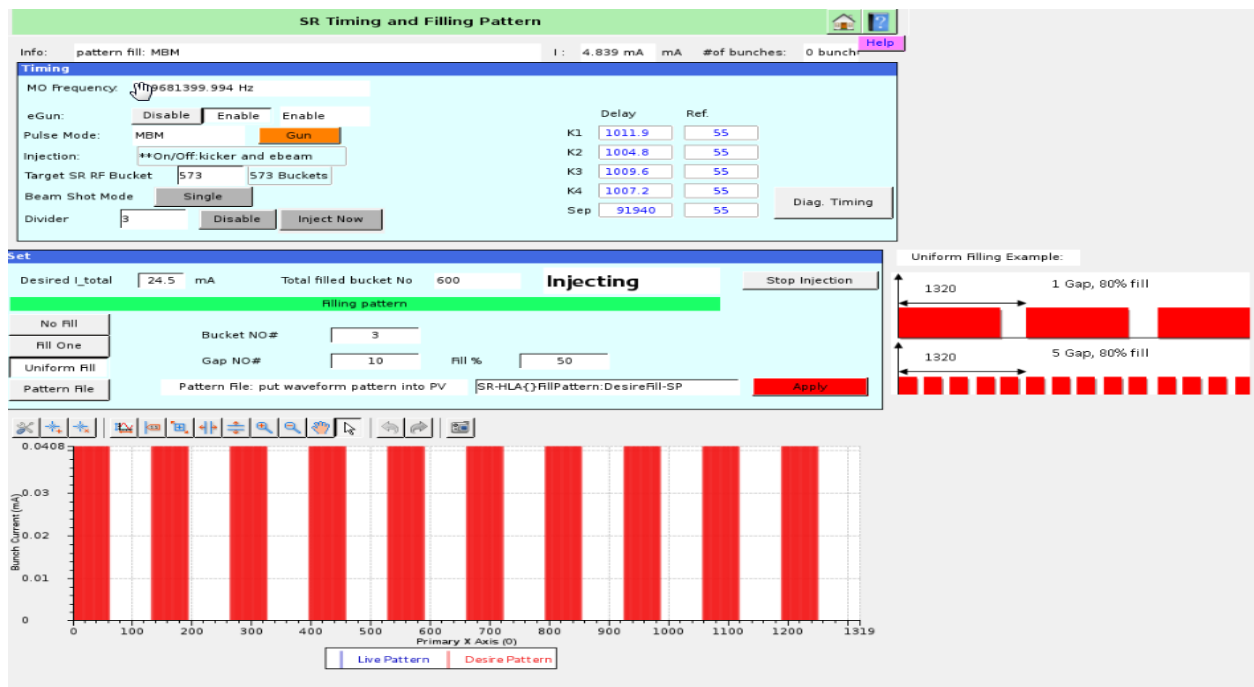 SR Timing and Filling Pattern
Help
Info: pattern fill: MBM I: 4.839 mA mA #of bunches: 0 bunch
Timing
MO Frequency: 9681399.994 Hz
eGun: Disable Enable Enable
Pulse Mode: MBM Gun
Injection: **On/Off:kicker and ebeam
Target SR RF Bucket 573 573 Buckets
Beam Shot Mode Single
Divider 3 Disable Inject Now
Delay Ref.
K1 1011.9 55
K2 1004.8 55
K3 1009.6 55
K4 1007.2 55
Sep 91940 55
Diag. Timing
Set
Desired I_total 24.5 mA Total filled bucket No 600 Injecting Stop Injection
Filling pattern
No Fill
Fill One
Uniform Fill
Pattern File
Bucket NO# 3
Gap NO# 10 Fill % 50
Pattern File: put waveform pattern into PV SR-HLA{}FillPattern:DesireFill-SP Apply
Uniform Filling Example:
1320 1 Gap, 80% fill
1320 5 Gap, 80% fill
Bunch Current (mA)
0.0408
0.03
0.02
0.01
0
0 100 200 300 400 500 600 700 800 900 1000 1100 1200 1319
Primary X Axis (0)
Live Pattern Desire Pattern